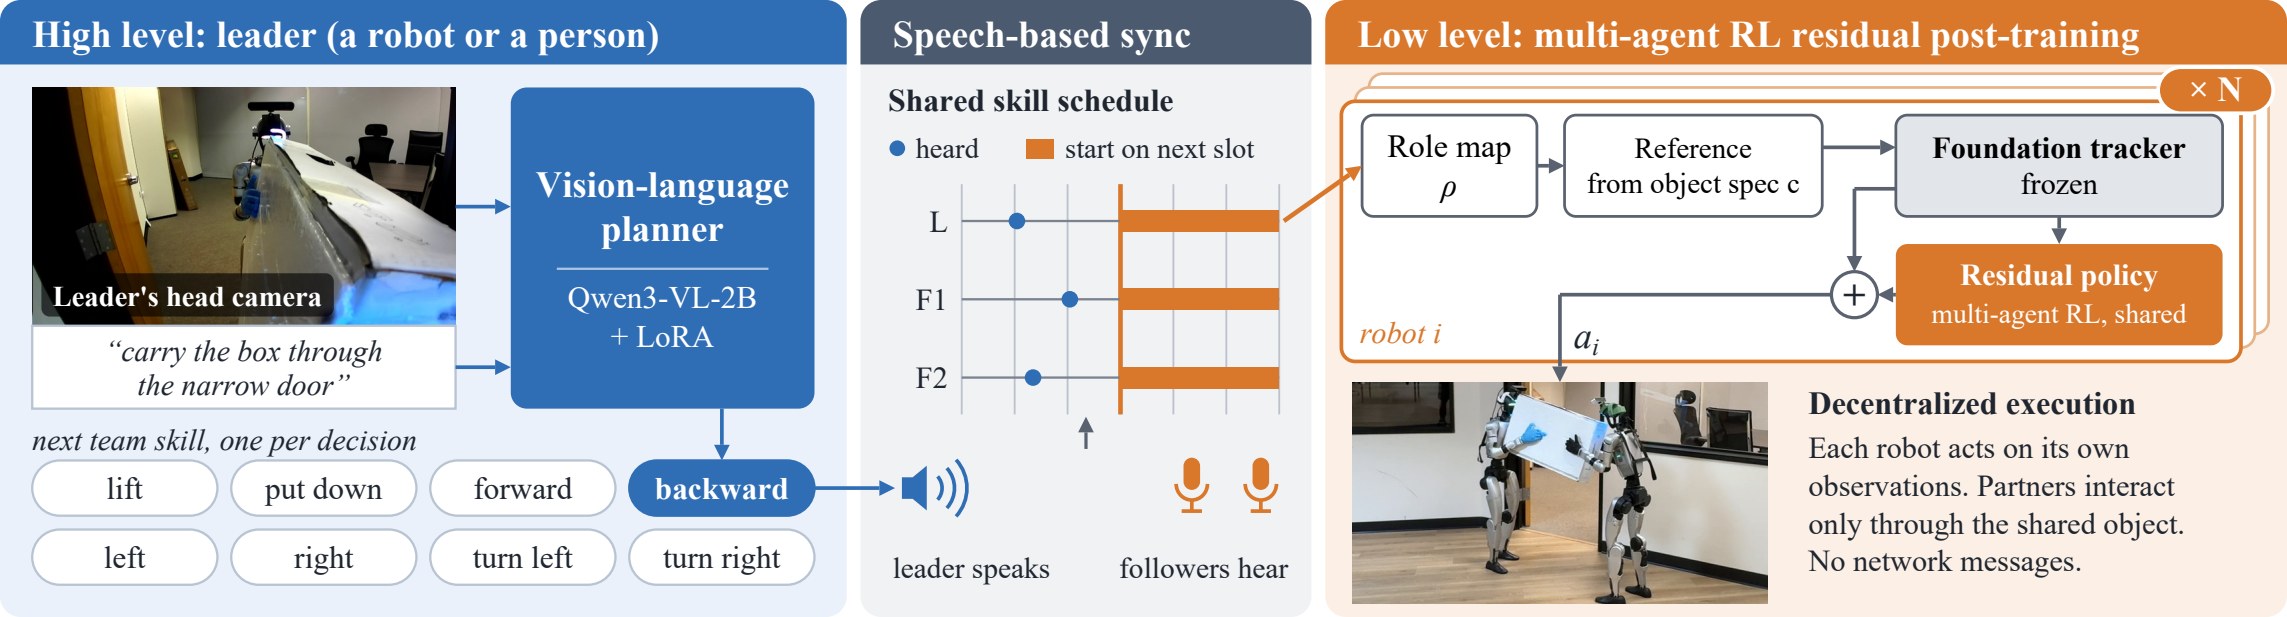 High level: leader (a robot or a person)
Leader's head camera
“carry the box through
the narrow door”
Vision-language
planner
Qwen3-VL-2B
+ LoRA
next team skill, one per decision
lift
put down
forward
backward
left
right
turn left
turn right
Speech-based sync
Shared skill schedule
heard
start on next slot
L
F1
F2
leader speaks
followers hear
Low level: multi-agent RL residual post-training
× N
Role map
ρ
Reference
from object spec c
Foundation tracker
frozen
Residual policy
multi-agent RL, shared
+
robot i
aᵢ
Decentralized execution
Each robot acts on its own
observations. Partners interact
only through the shared object.
No network messages.